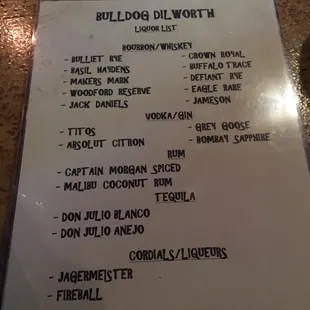 BULLDOG DILWORTH
LIQUOR LIST
BOURBON/WHISKEY
- BULLIET RYE
- BASIL HAYDENS
- MAKERS MARK
- WOODFORD RESERVE
- JACK DANIELS
- CROWN ROYAL
- BUFFALO TRACE
- DEFIANT RYE
- EAGLE RARE
- JAMESON
VODKA/GIN
- TITOS
- ABSOLUT CITRON
- GREY GOOSE
- BOMBAY SAPPHIRE
RUM
- CAPTAIN MORGAN SPICED
- MALIBU COCONUT RUM
TEQUILA
- DON JULIO BLANCO
- DON JULIO ANEJO
CORDIALS/LIQUEURS
- JAGERMEISTER
- FIREBALL